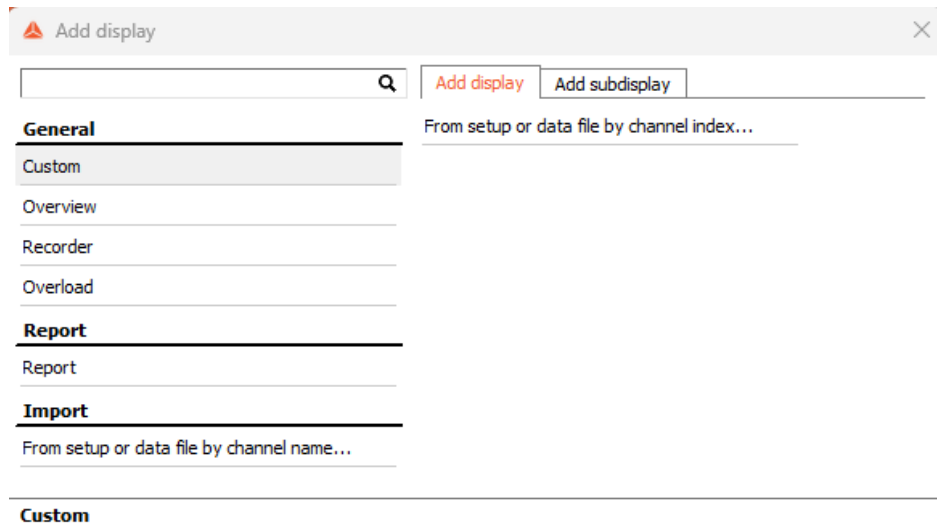 Add display
Add display
Add subdisplay
General
From setup or data file by channel index...
Custom
Overview
Recorder
Overload
Report
Report
Import
From setup or data file by channel name...
Custom